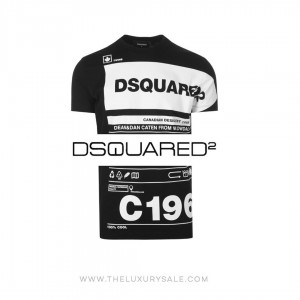 DSQUARED2
CANADIAN DESIGNER
DEAN&DAN CATEN FROM
DSQUARED²
C196
100% COOL
WWW.THELUXURYSALE.COM